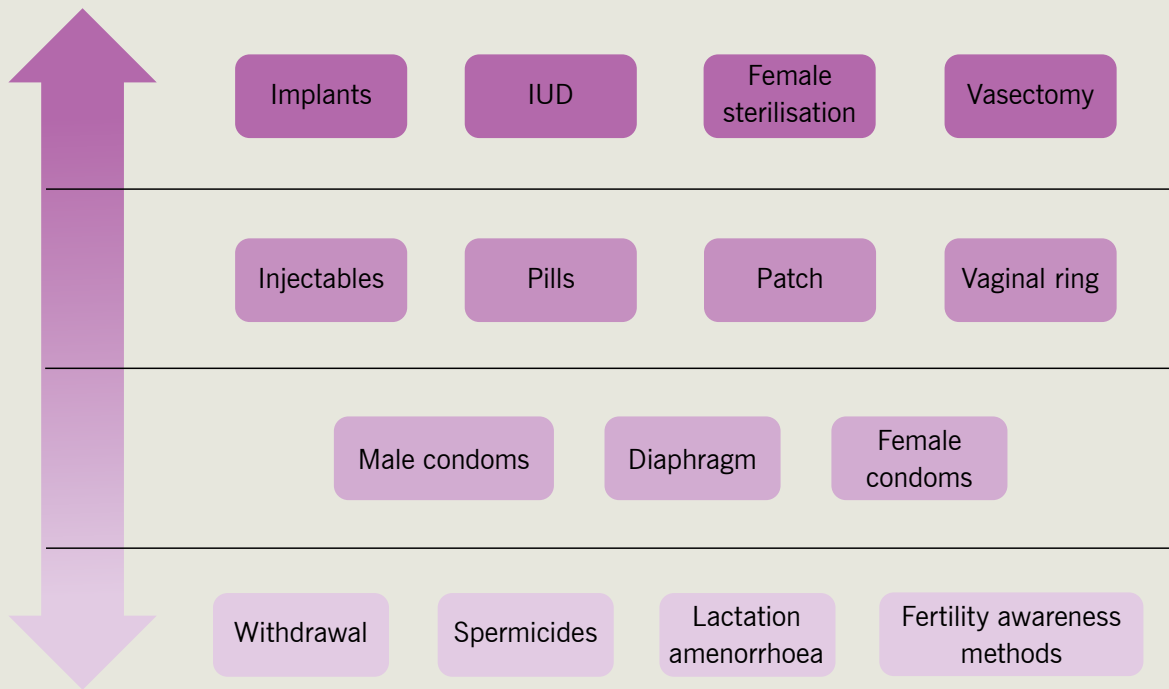 Implants
IUD
Female
sterilisation
Vasectomy
Injectables
Pills
Patch
Vaginal ring
Male condoms
Diaphragm
Female
condoms
Withdrawal
Spermicides
Lactation
amenorrhoea
Fertility awareness
methods